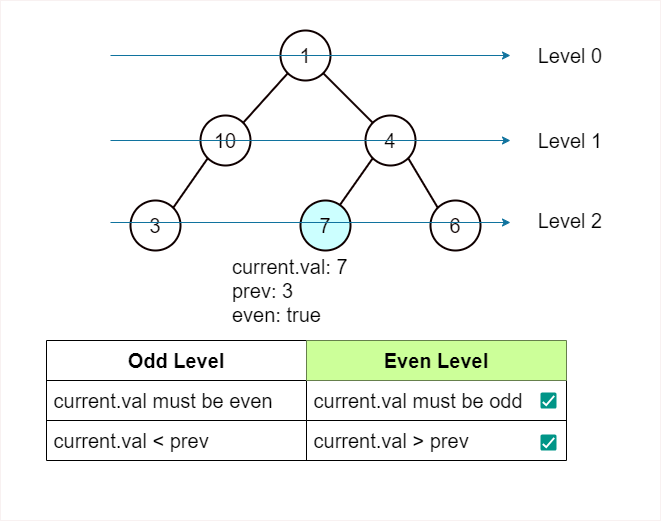 1
Level 0
10
4
Level 1
3
7
6
Level 2
current.val: 7
prev: 3
even: true
Odd Level
Even Level
current.val must be even
current.val must be odd
current.val < prev
current.val > prev